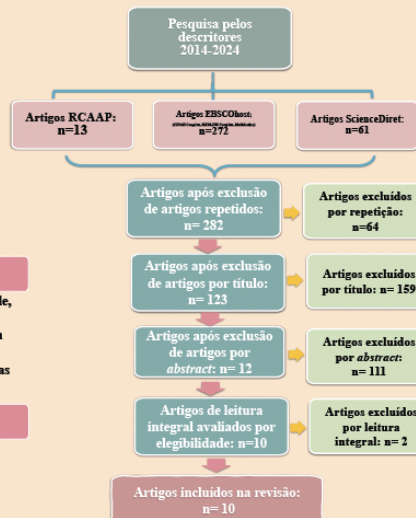 Pesquisa pelos
descritores
2014-2024
Artigos RCAAP:
n=13
Artigos EBSCOhost:
n=272
Artigos ScienceDiret:
n=61
Artigos após exclusão
de artigos repetidos:
n= 282
Artigos excluídos
por repetição:
n=64
Artigos após exclusão
de artigos por título:
n= 123
Artigos excluídos
por título: n= 159
Artigos após exclusão
de artigos por
abstract: n= 12
Artigos excluídos
por abstract:
n= 111
Artigos de leitura
integral avaliados por
elegibilidade: n=10
Artigos excluídos
por leitura
integral: n= 2
Artigos incluídos na revisão:
n= 10